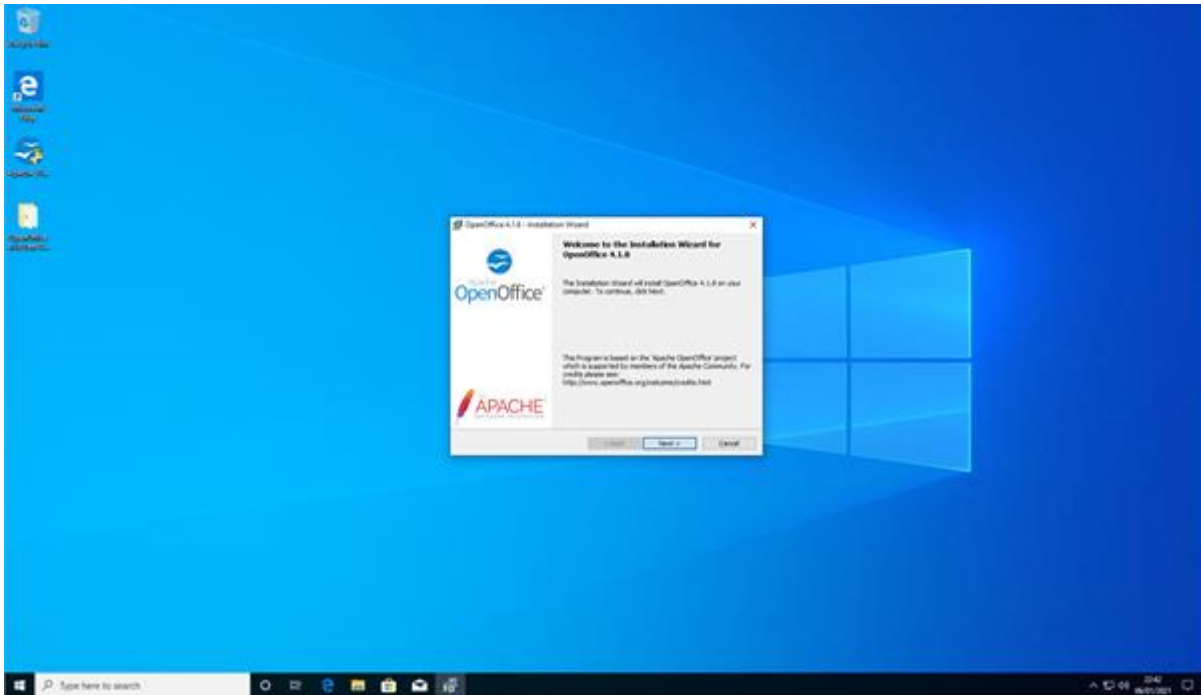 OpenOffice 4.1.8 - Installation Wizard
Welcome to the Installation Wizard for
OpenOffice 4.1.8
OpenOffice
The Installation Wizard will install OpenOffice 4.1.8 on your
computer. To continue, click Next.
This Program is based on the 'Apache OpenOffice' project
which is supported by members of the Apache Community. For
credits please see:
http://www.openoffice.org/welcome/credits.html
APACHE
Next >
Cancel
Type here to search
22:42